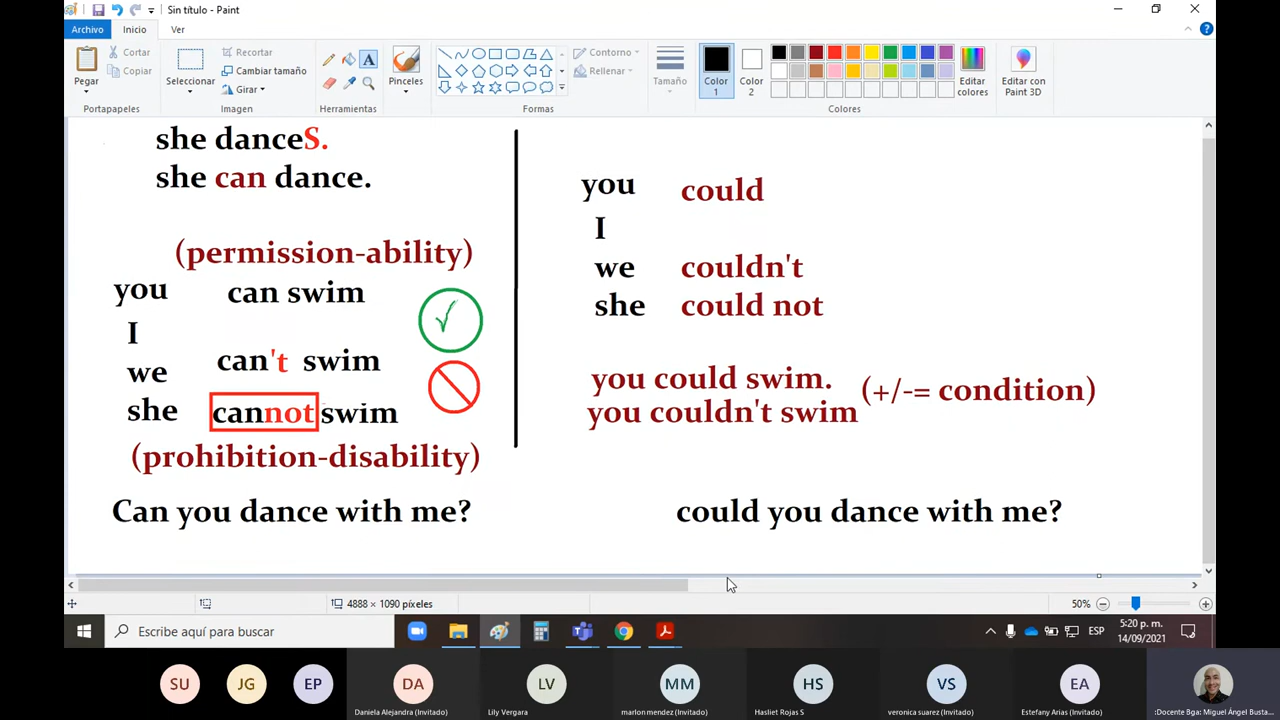 Sin título - Paint
Archivo Inicio Ver
Pegar
Cortar
Copiar
Portapapeles
Seleccionar
Recortar
Cambiar tamaño
Girar
Imagen
A
Herramientas
Pinceles
Contorno
Rellenar
Formas
Tamaño
Color 1
Color 2
Editar colores
Editar con Paint 3D
Colores
she danceS.
she can dance.
(permission-ability)
you can swim
I
can't swim
we
she cannot swim
(prohibition-disability)
Can you dance with me?
you could
I
we couldn't
she could not
you could swim.
you couldn't swim
(+/-= condition)
could you dance with me?
4888 × 1090 píxeles
50%
Escribe aquí para buscar
ESP
5:20 p. m.
14/09/2021
SU JG EP DA LV MM HS VS EA
Daniela Alejandra (Invitado)
Lily Vergara
marlon mendez (Invitado)
Hasliet Rojas S
veronica suarez (Invitado)
Estefany Arias (Invitado)
:Docente Bga: Miguel Ángel Busta...